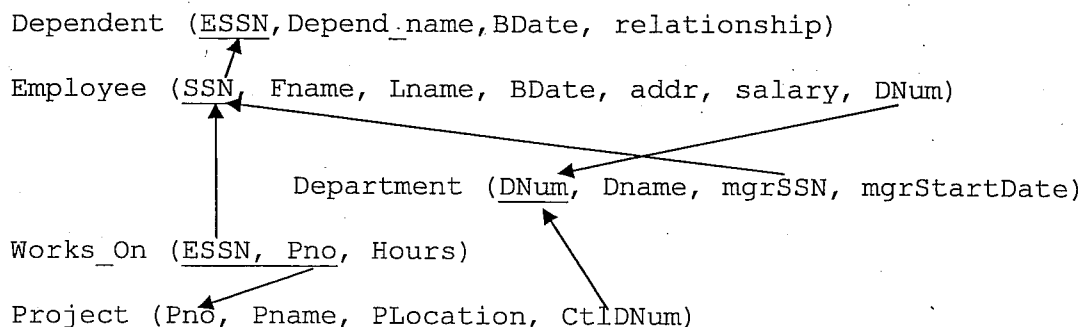 Dependent (ESSN,Depend_name,BDate, relationship)
Employee (SSN, Fname, Lname, BDate, addr, salary, DNum)
Department (DNum, Dname, mgrSSN, mgrStartDate)
Works_On (ESSN, Pno, Hours)
Project (Pno, Pname, PLocation, CtlDNum)